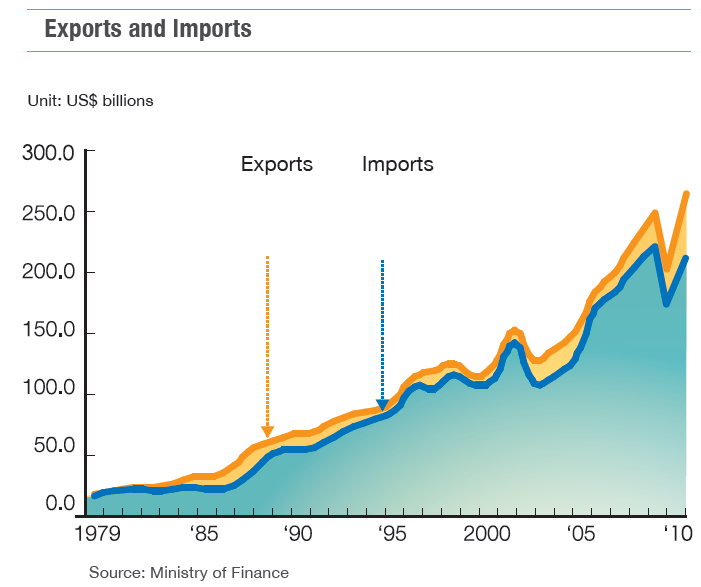 Exports and Imports
Unit: US$ billions
300.0
Exports Imports
250.0
200.0
150.0
100.0
50.0
0.0
1979 ‘85 ‘90 ‘95 2000 ‘05 ‘10
Source: Ministry of Finance